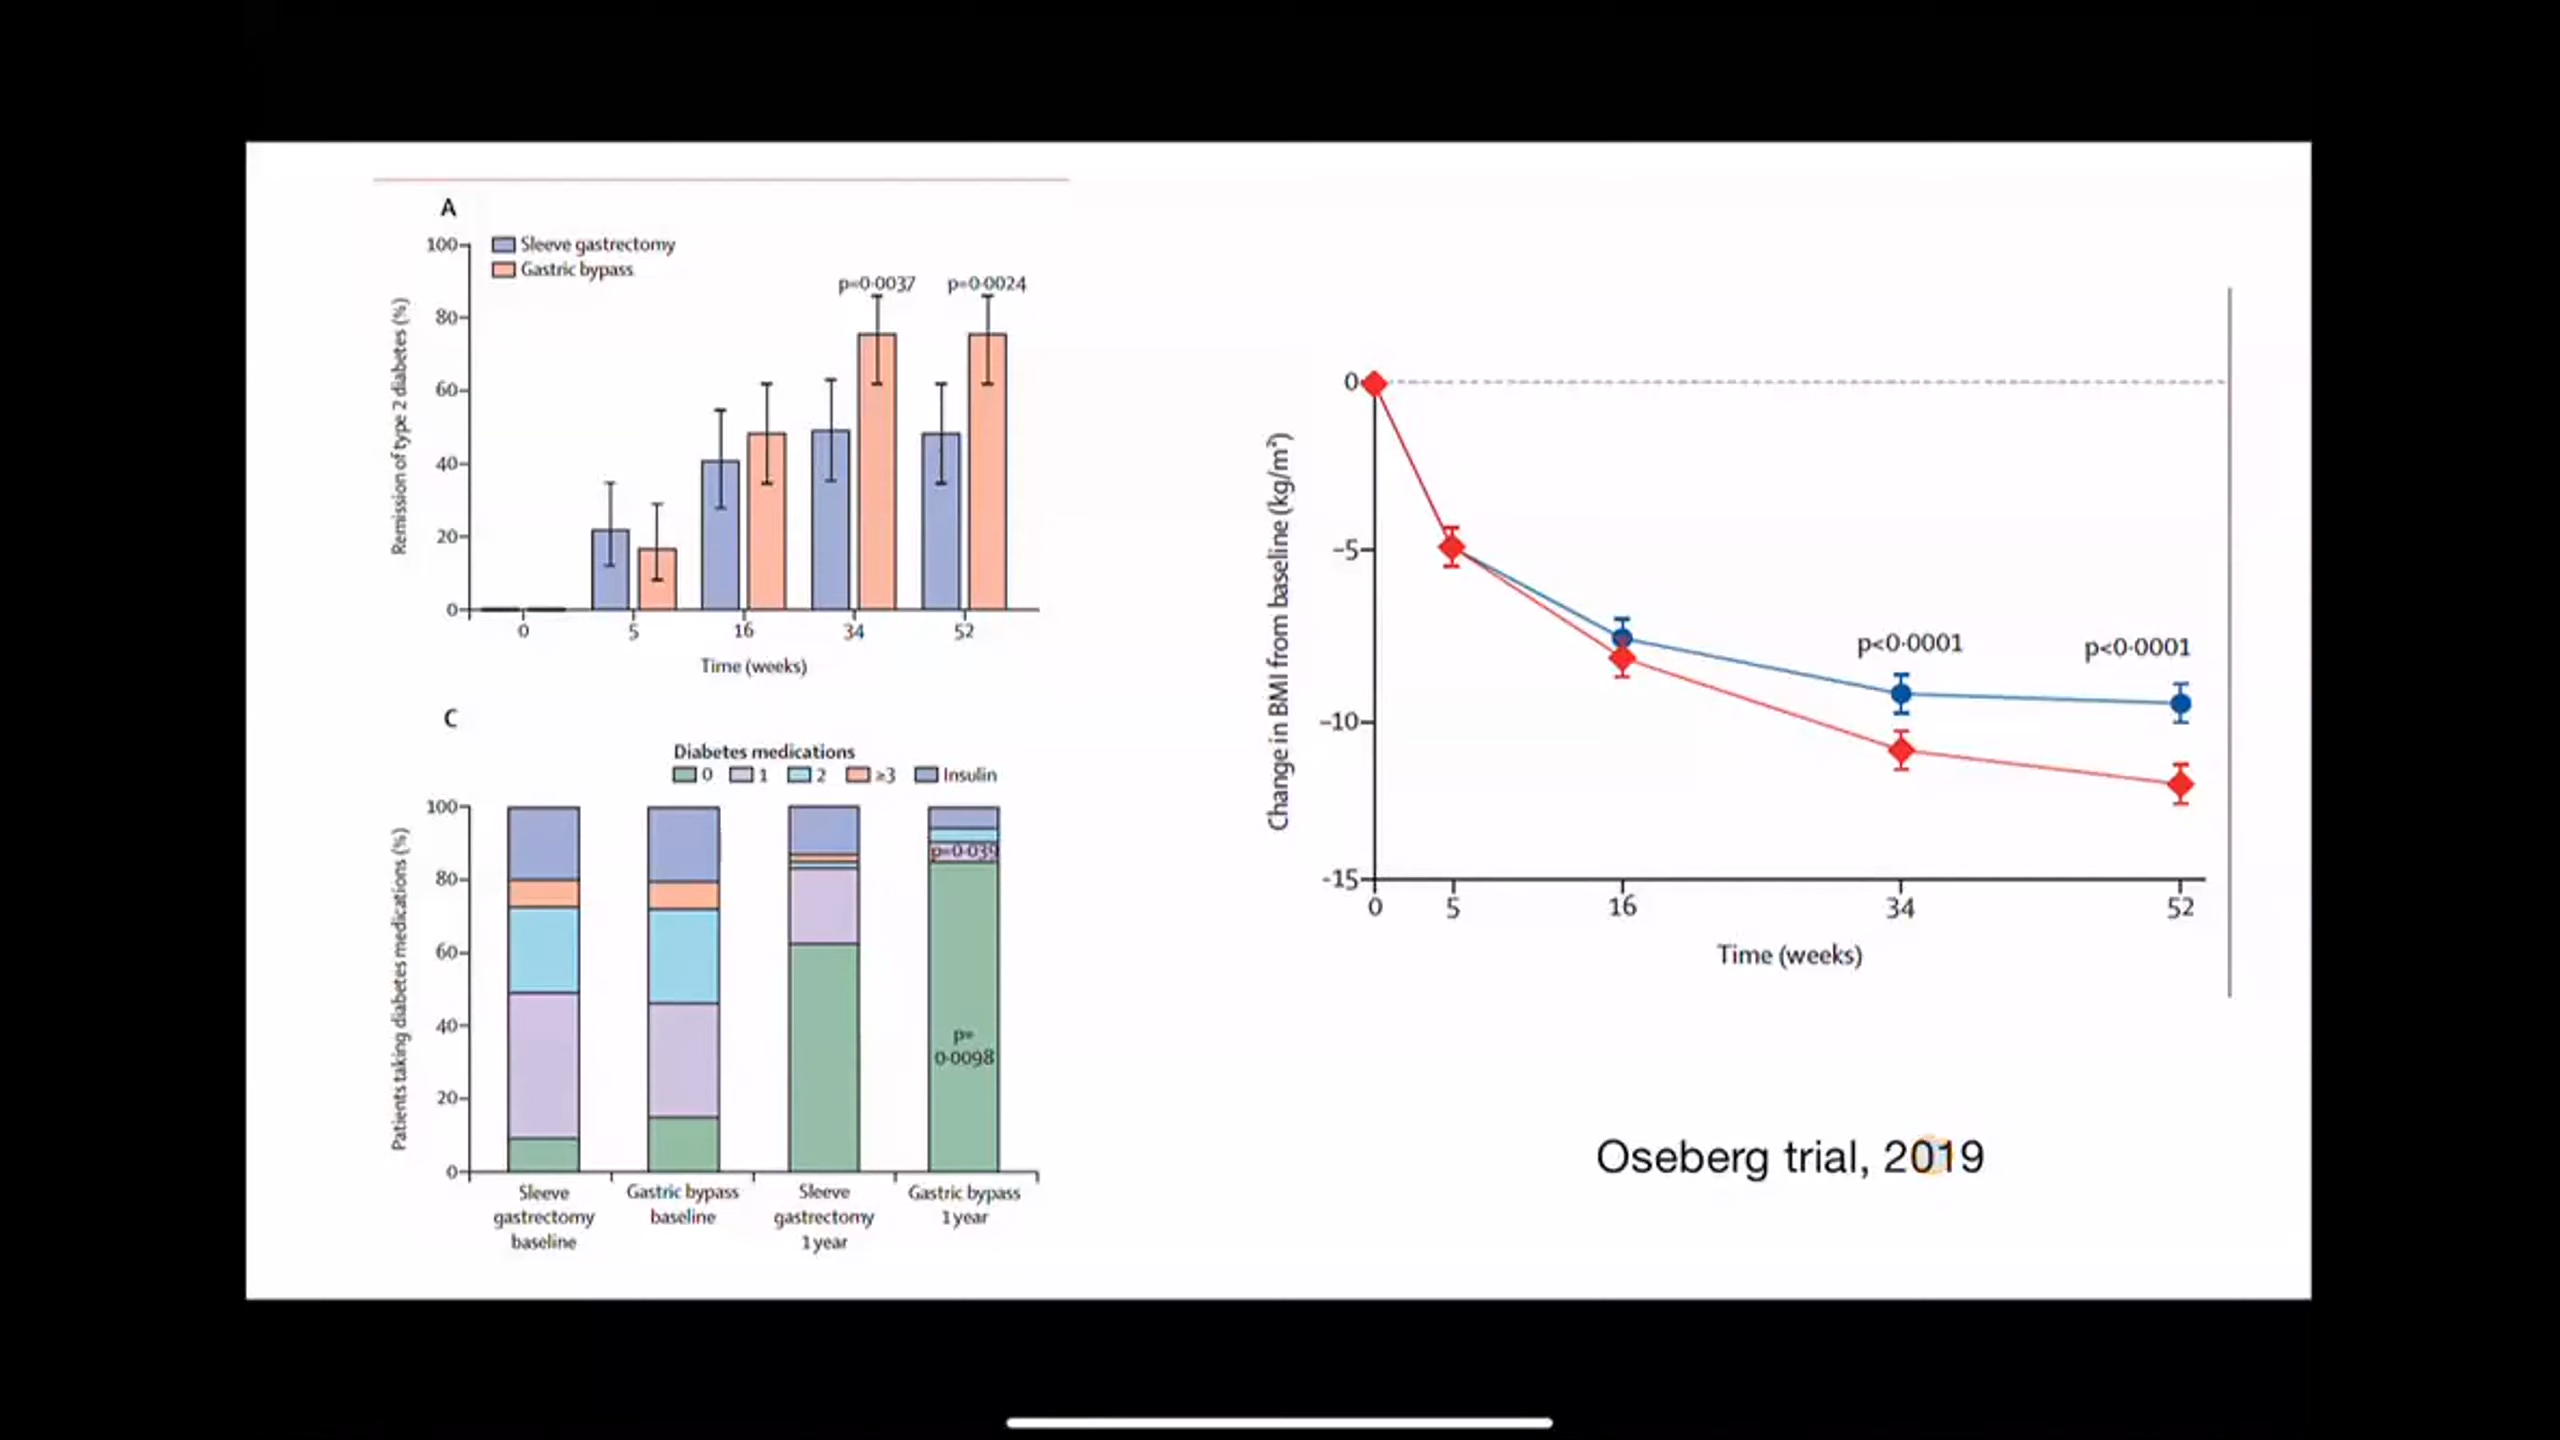 A
Sleeve gastrectomy
Gastric bypass
p=0·0037
p=0·0024
100
80
60
40
20
0
Remission of type 2 diabetes (%)
0
5
16
34
52
Time (weeks)
C
Diabetes medications
0 1 2 ≥3 Insulin
100
80
60
40
20
0
Patients taking diabetes medications (%)
p=0·039
p=
0·0098
Sleeve
gastrectomy
baseline
Gastric bypass
baseline
Sleeve
gastrectomy
1 year
Gastric bypass
1 year
0
−5
−10
-15
Change in BMI from baseline (kg/m²)
p<0·0001
p<0·0001
0
5
16
34
52
Time (weeks)
Oseberg trial, 2019